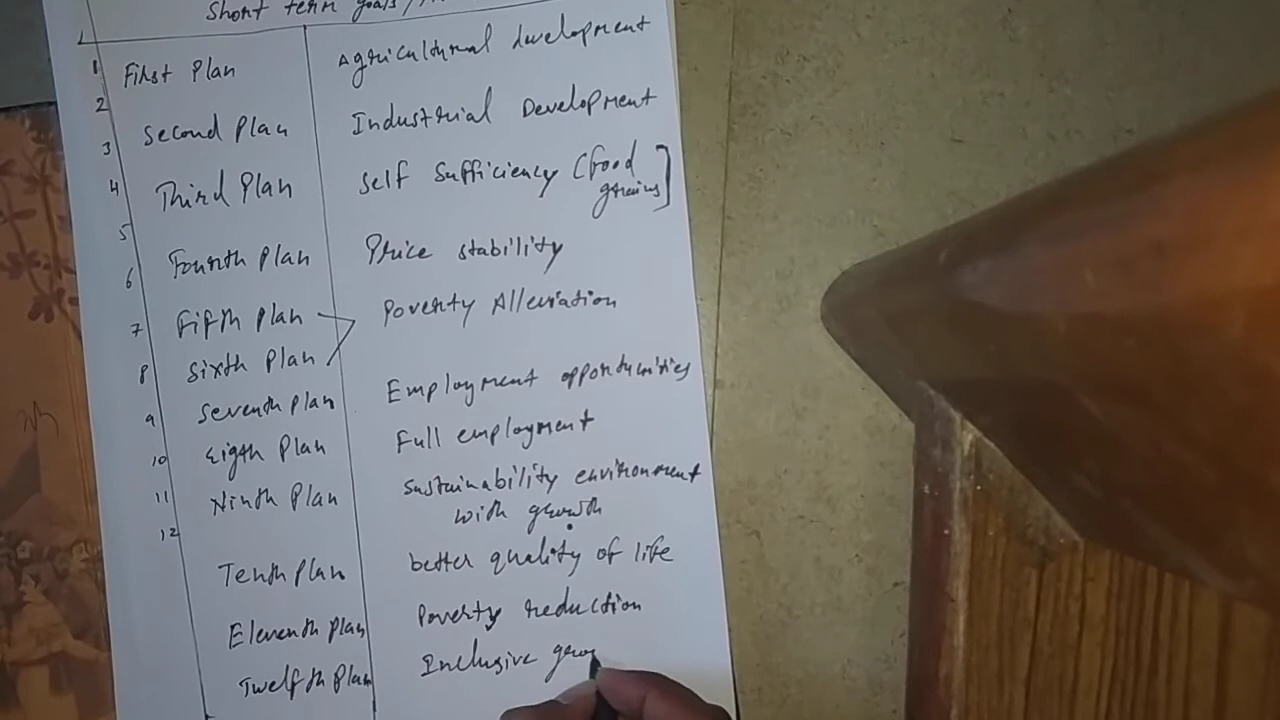 Short term goals/
1 First Plan Agricultural development
2 Second Plan Industrial Development
3 Third Plan Self Sufficiency (Food
4 grains]
5 Fourth Plan Price stability
6 Fifth Plan Poverty Alleviation
7 Sixth Plan
8 Seventh Plan Employment opportunities
9 Eigth Plan Full employment
10 Ninth Plan Sustainability environment
11 with growth
12 Tenth Plan better quality of life
Eleventh Plan Poverty reduction
Twelfth Plan Inclusive grow